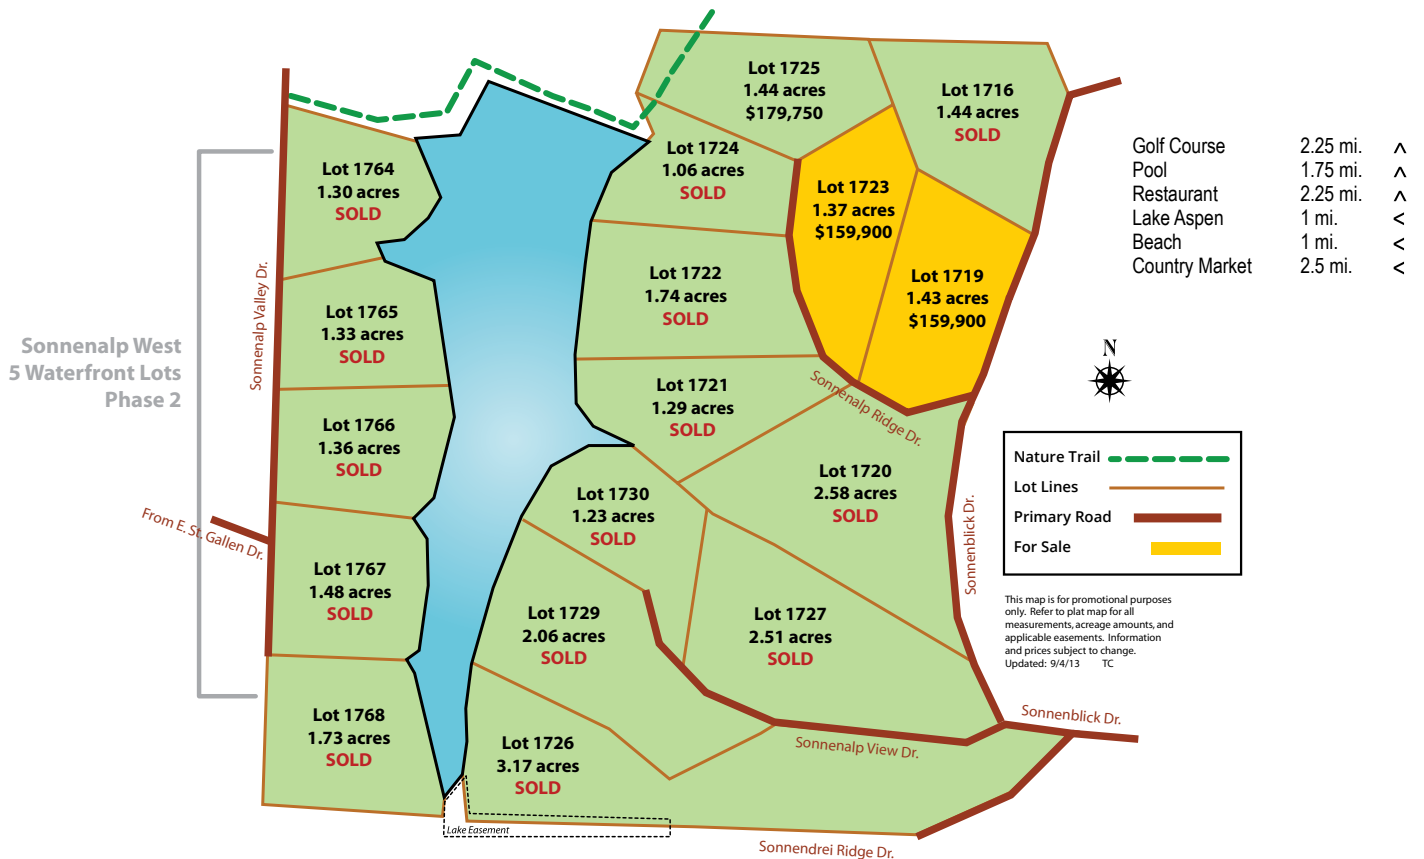 Lot 1725
1.44 acres
$179,750
Lot 1716
1.44 acres
SOLD
Lot 1724
1.06 acres
SOLD
Lot 1723
1.37 acres
$159,900
Lot 1719
1.43 acres
$159,900
Lot 1722
1.74 acres
SOLD
Lot 1721
1.29 acres
SOLD
Lot 1720
2.58 acres
SOLD
Lot 1730
1.23 acres
SOLD
Lot 1729
2.06 acres
SOLD
Lot 1727
2.51 acres
SOLD
Lot 1726
3.17 acres
SOLD
Lot 1764
1.30 acres
SOLD
Lot 1765
1.33 acres
SOLD
Lot 1766
1.36 acres
SOLD
Lot 1767
1.48 acres
SOLD
Lot 1768
1.73 acres
SOLD
Sonnenalp West
5 Waterfront Lots
Phase 2
Sonnenalp Valley Dr.
From E. St. Gallen Dr.
Sonnenalp Ridge Dr.
Sonnenblick Dr.
Sonnenblick Dr.
Sonnenalp View Dr.
Sonnendrei Ridge Dr.
Lake Easement
Golf Course 2.25 mi. ^
Pool 1.75 mi. ^
Restaurant 2.25 mi. ^
Lake Aspen 1 mi. <
Beach 1 mi. <
Country Market 2.5 mi. <
N
Nature Trail
Lot Lines
Primary Road
For Sale
This map is for promotional purposes
only. Refer to plat map for all
measurements, acreage amounts, and
applicable easements. Information
and prices subject to change.
Updated: 9/4/13 TC